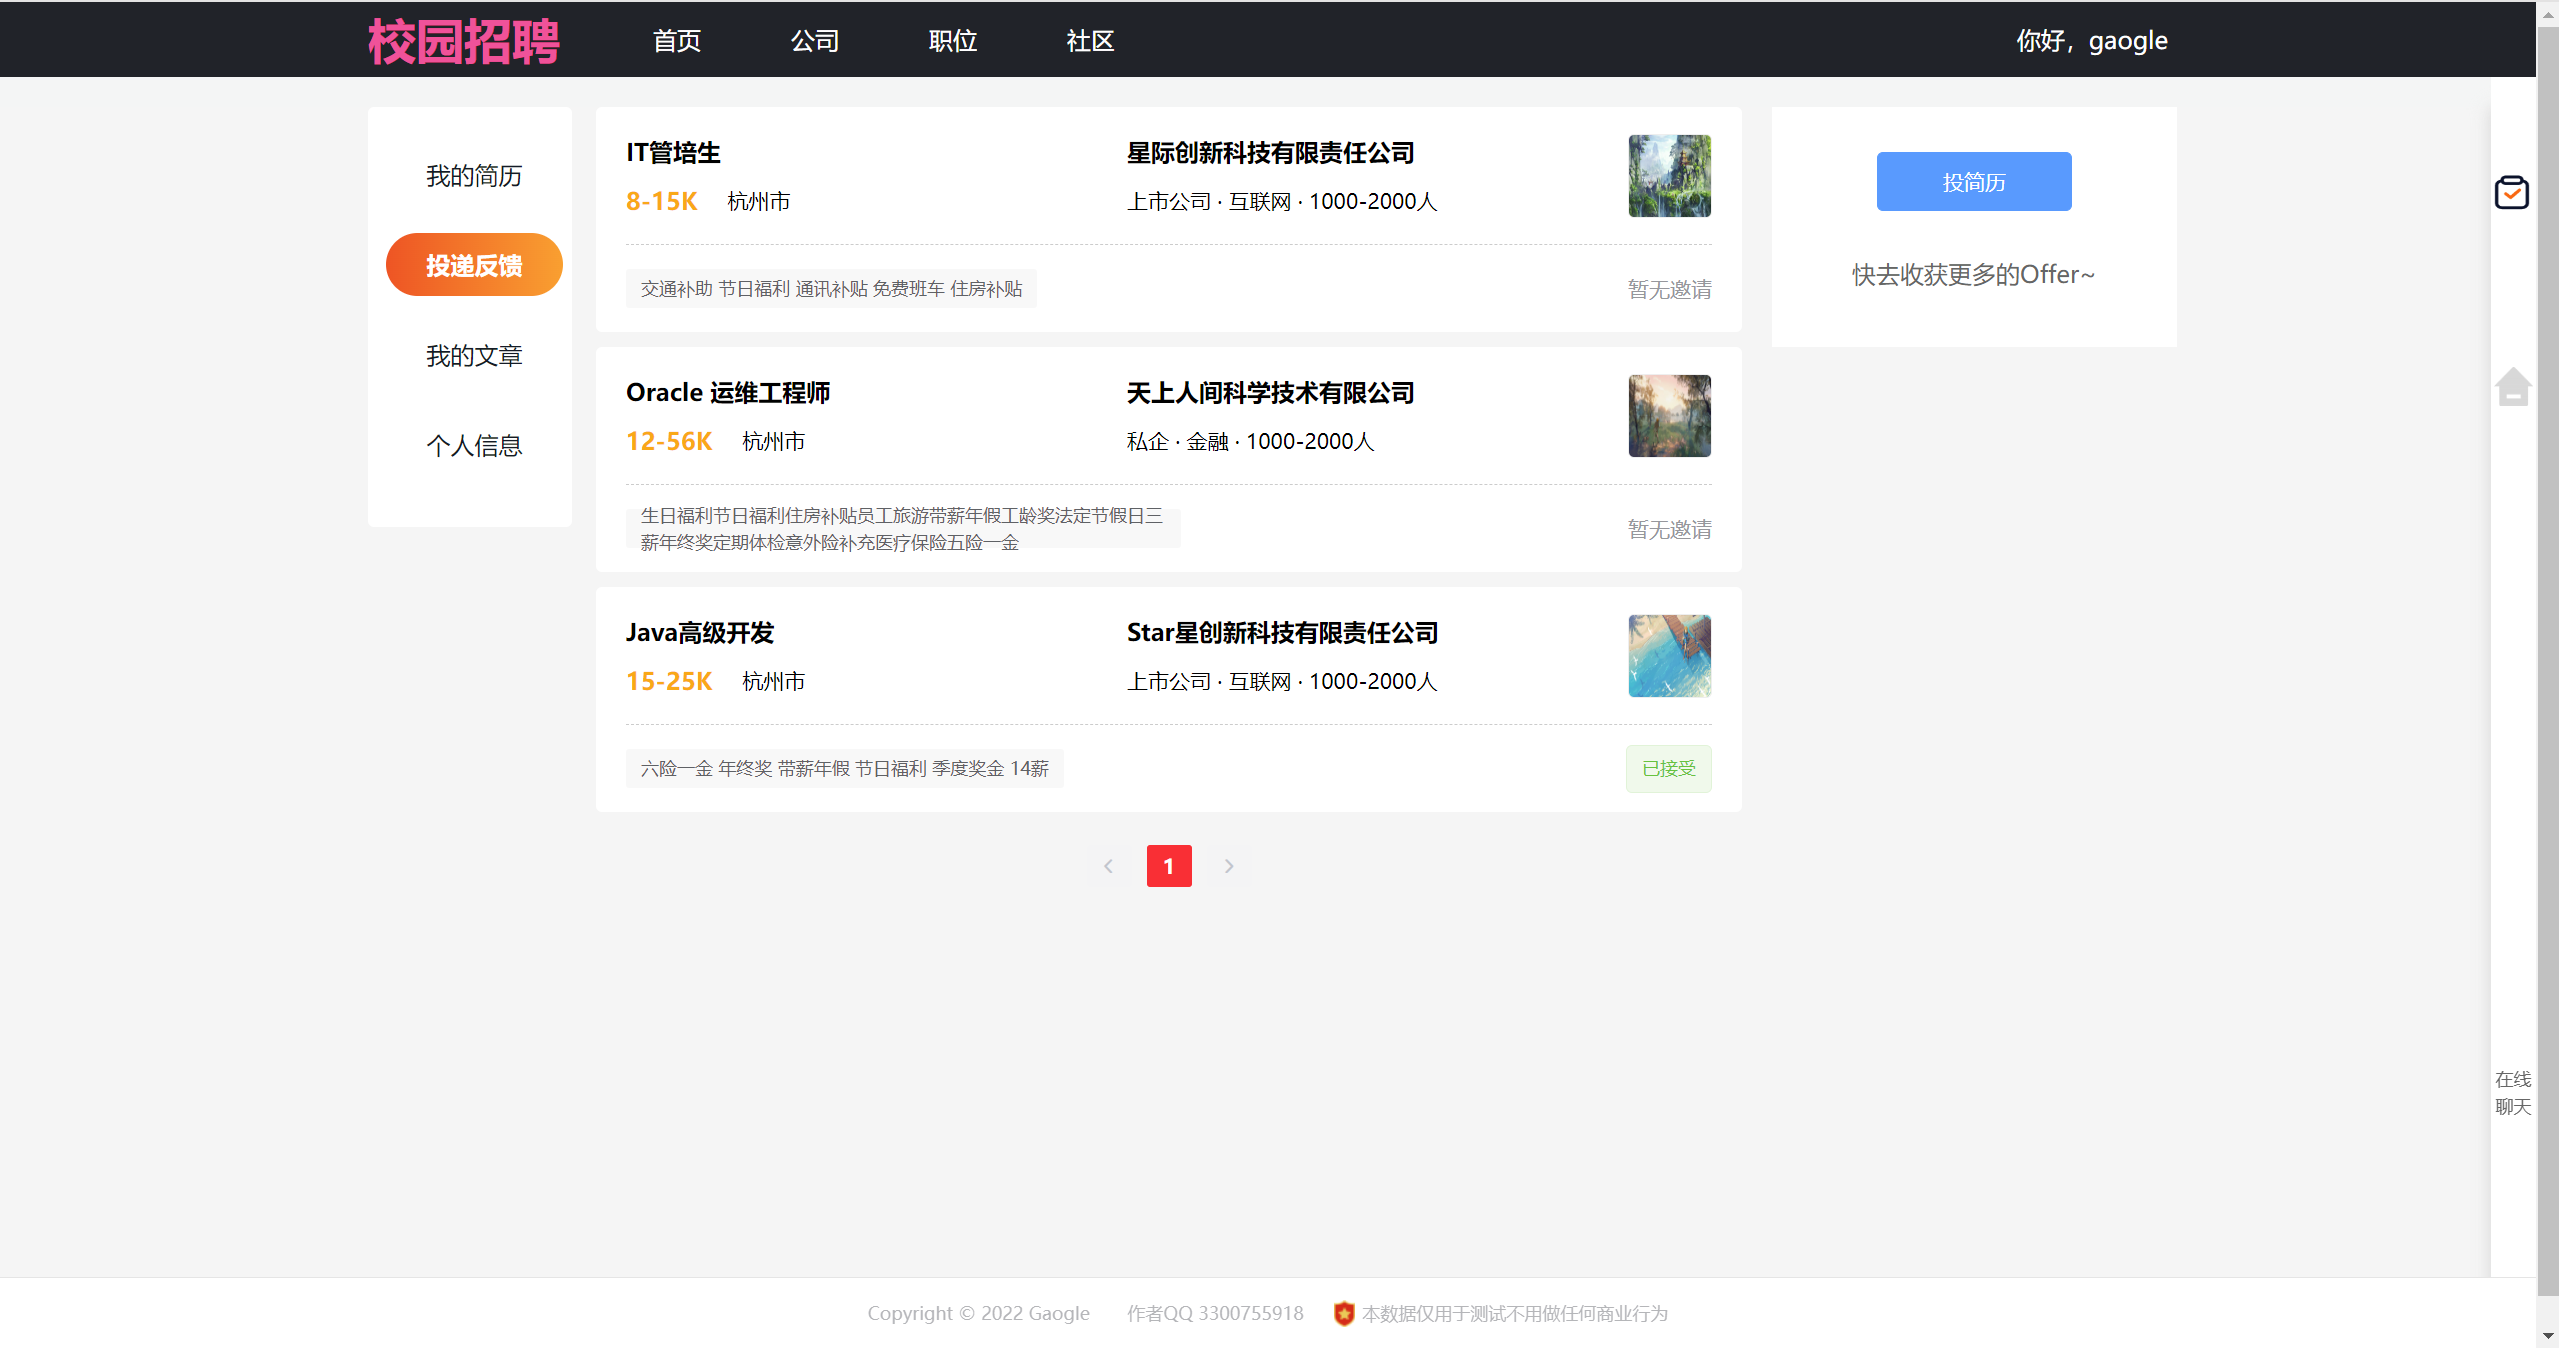 校园招聘
首页
公司
职位
社区
你好，gaogle
我的简历
投递反馈
我的文章
个人信息
IT管培生
8-15K 杭州市
星际创新科技有限责任公司
上市公司 · 互联网 · 1000-2000人
交通补助 节日福利 通讯补贴 免费班车 住房补贴
暂无邀请
Oracle 运维工程师
12-56K 杭州市
天上人间科学技术有限公司
私企 · 金融 · 1000-2000人
生日福利节日福利住房补贴员工旅游带薪年假工龄奖法定节假日三
薪年终奖定期体检意外险补充医疗保险五险一金
暂无邀请
Java高级开发
15-25K 杭州市
Star星创新科技有限责任公司
上市公司 · 互联网 · 1000-2000人
六险一金 年终奖 带薪年假 节日福利 季度奖金 14薪
已接受
1
投简历
快去收获更多的Offer~
在线
聊天
Copyright © 2022 Gaogle 作者QQ 3300755918 本数据仅用于测试不用做任何商业行为